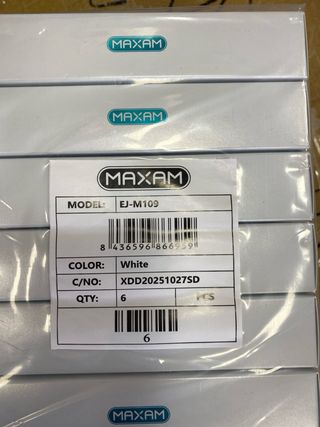 MAXAM
MAXAM
MAXAM
MODEL: EJ-M109
8 436596 866959
COLOR: White
C/NO: XDD20251027SD
QTY: 6 PCS
6
MAXAM